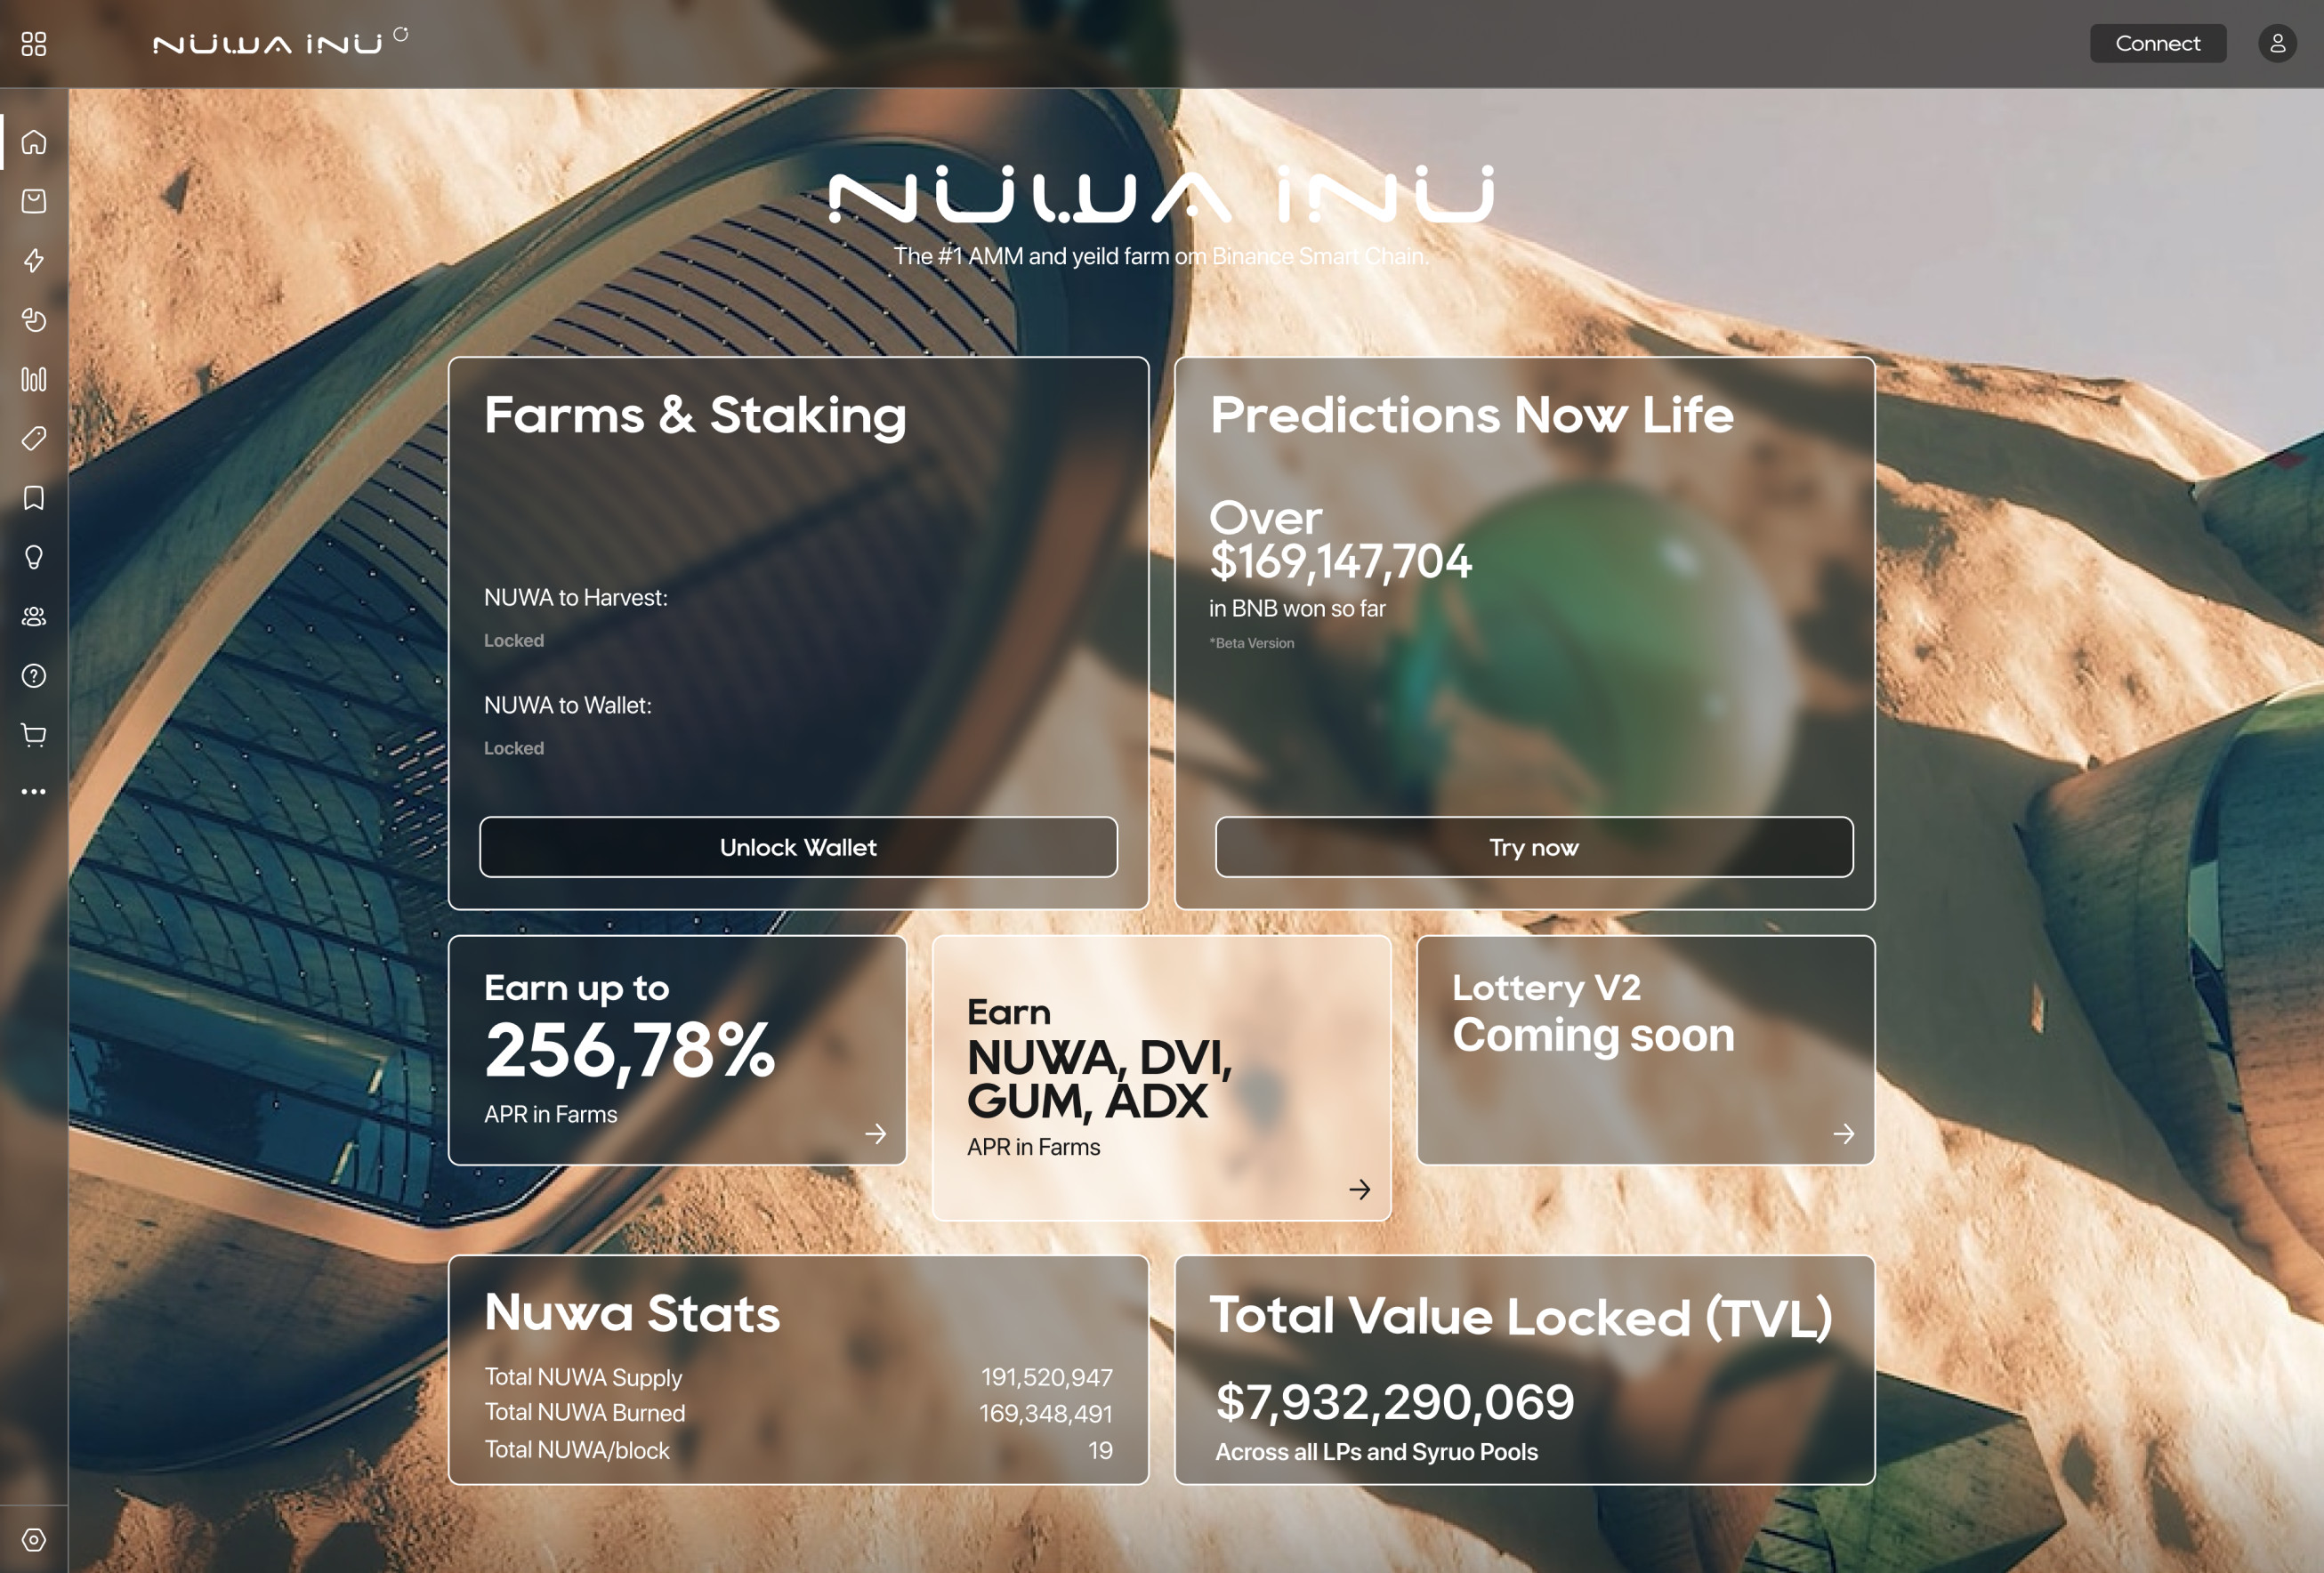 NUWA INU
Connect
NUWA INU
The #1 AMM and yeild farm om Binance Smart Chain.
Farms & Staking
NUWA to Harvest:
Locked
NUWA to Wallet:
Locked
Unlock Wallet
Predictions Now Life
Over
$169,147,704
in BNB won so far
*Beta Version
Try now
Earn up to
256,78%
APR in Farms
Earn
NUWA, DVI,
GUM, ADX
APR in Farms
Lottery V2
Coming soon
Nuwa Stats
Total NUWA Supply 191,520,947
Total NUWA Burned 169,348,491
Total NUWA/block 19
Total Value Locked (TVL)
$7,932,290,069
Across all LPs and Syruo Pools